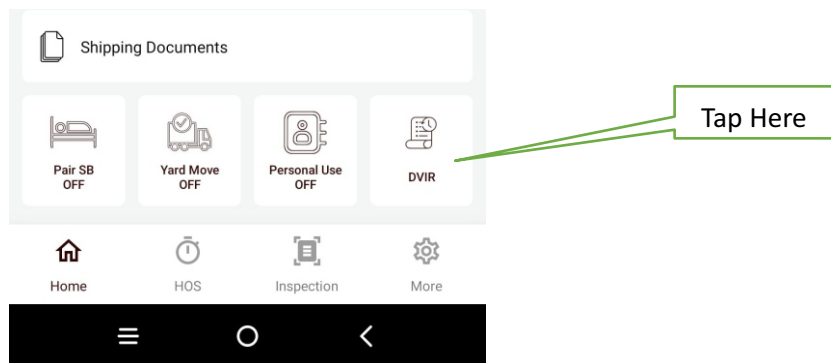 Shipping Documents
Tap Here
Pair SB
OFF
Yard Move
OFF
Personal Use
OFF
DVIR
Home
HOS
Inspection
More